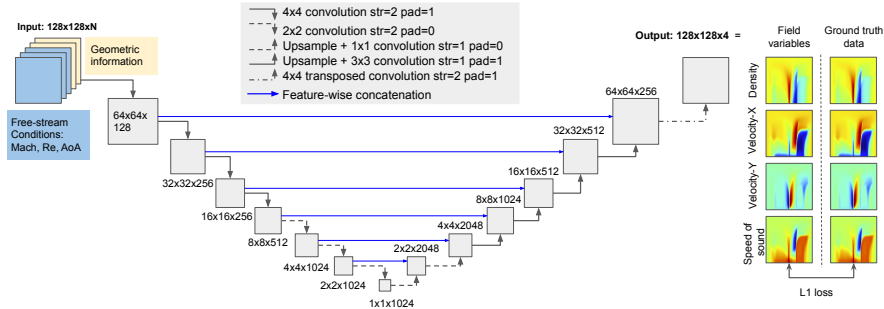 Input: 128x128xN
Geometric
information
Free-stream
Conditions:
Mach, Re, AoA
4x4 convolution str=2 pad=1
2x2 convolution str=2 pad=0
Upsample + 1x1 convolution str=1 pad=0
Upsample + 3x3 convolution str=1 pad=1
4x4 transposed convolution str=2 pad=1
Feature-wise concatenation
64x64x
128
32x32x256
16x16x256
8x8x512
4x4x1024
2x2x1024
1x1x1024
2x2x2048
4x4x2048
8x8x1024
16x16x512
32x32x512
64x64x256
Output: 128x128x4 =
Field
variables
Ground truth
data
Density
Velocity-X
Velocity-Y
Speed of
sound
L1 loss